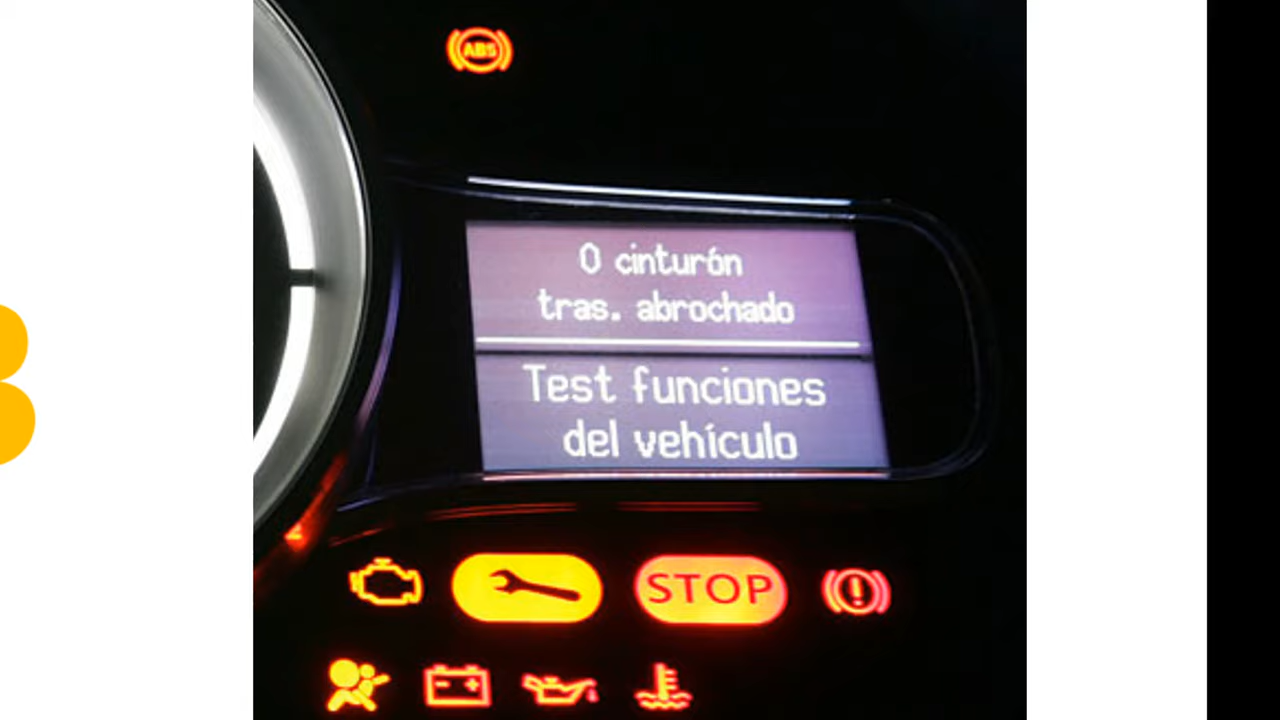 ABS
0 cinturón
tras. abrochado
Test funciones
del vehículo
STOP